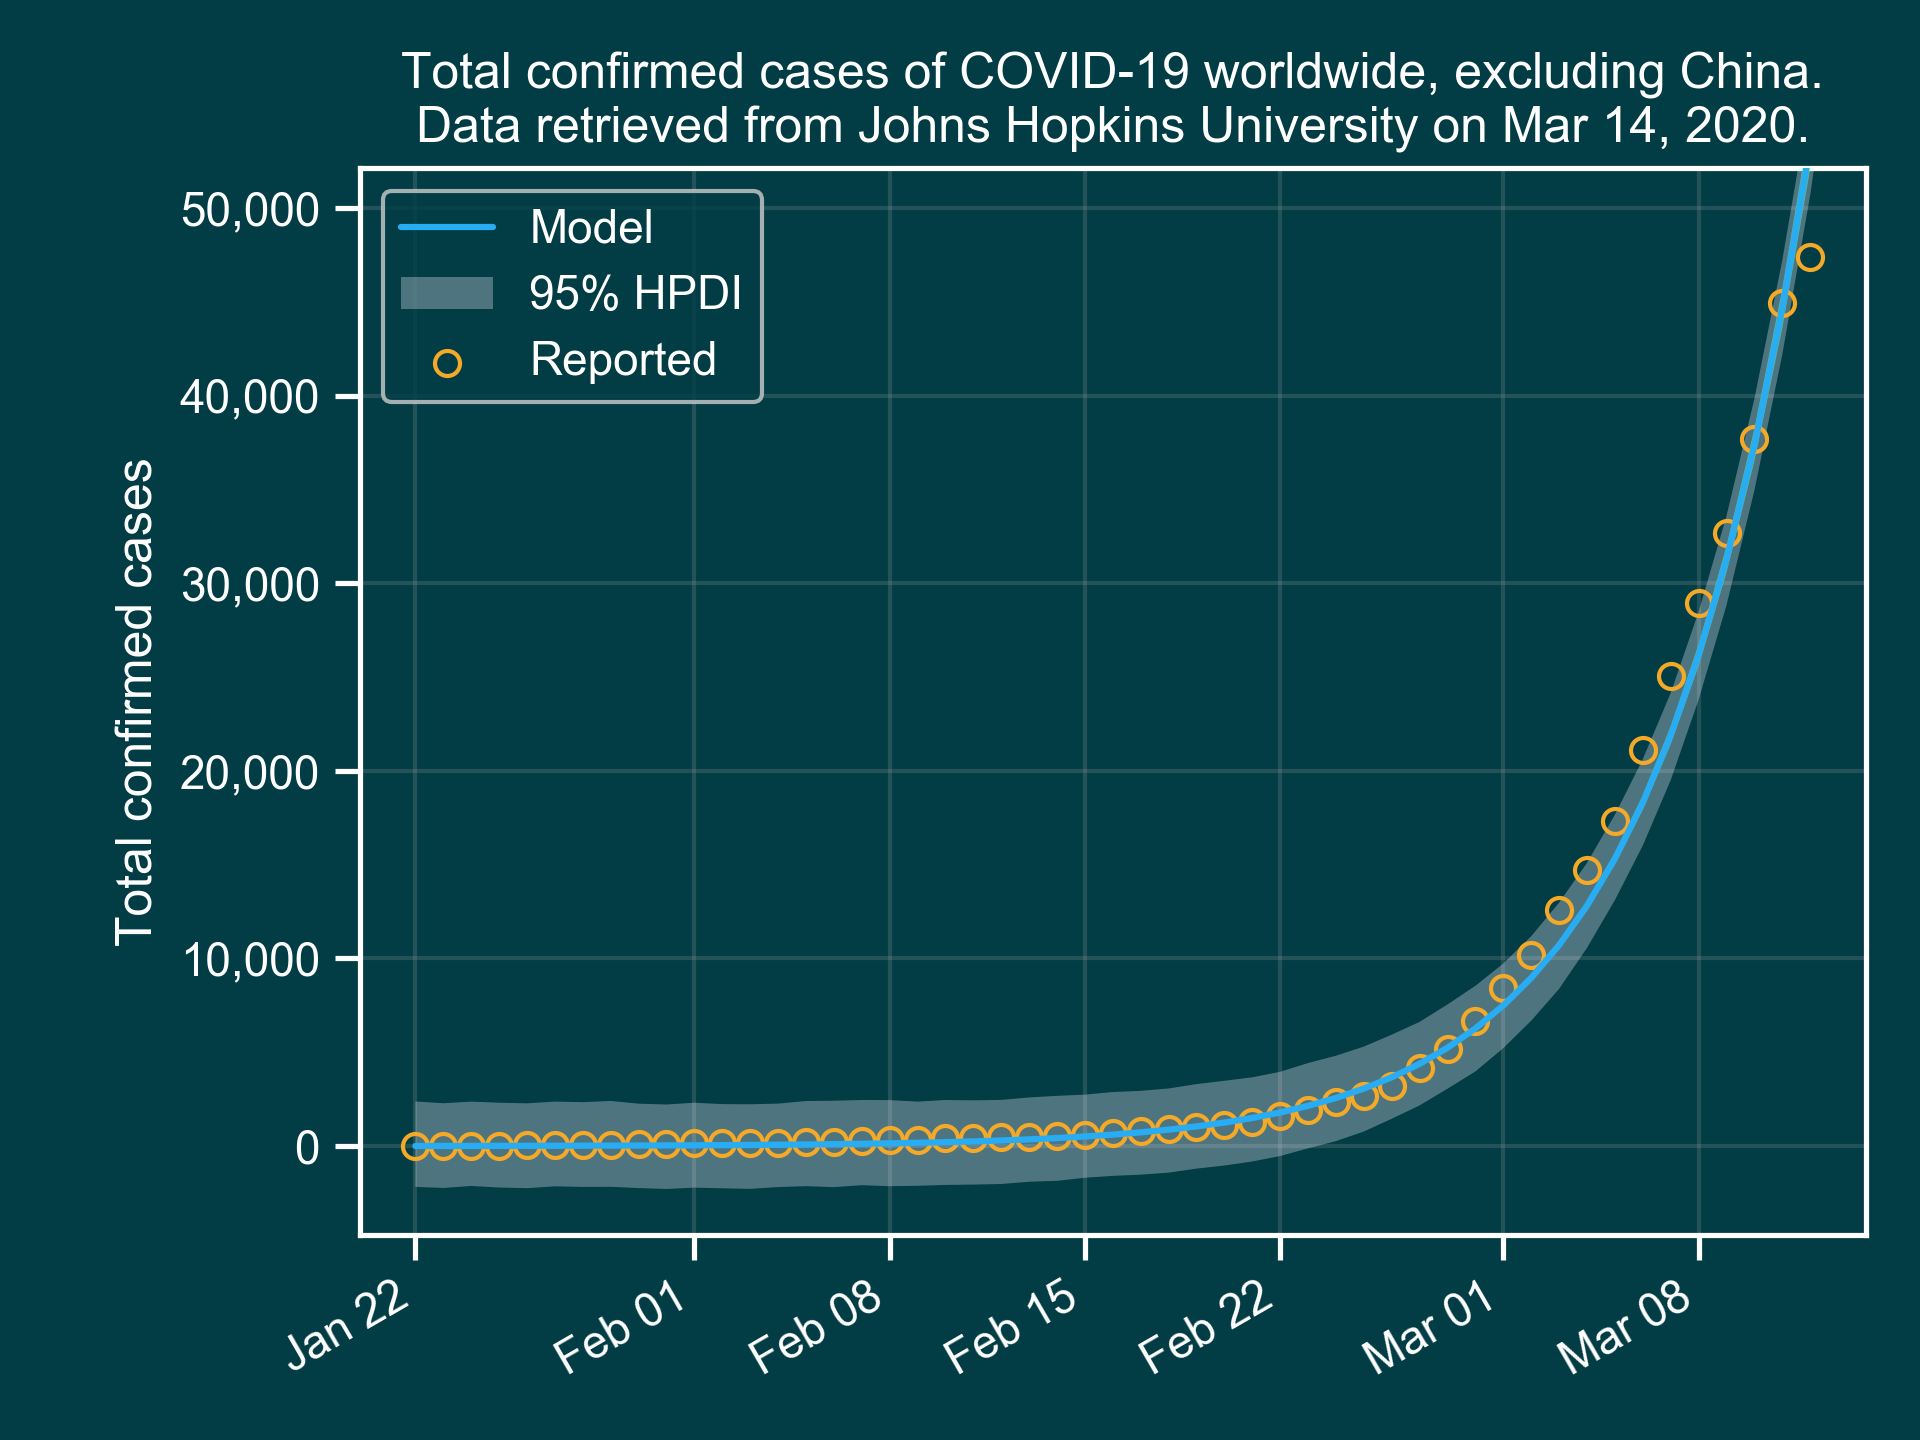 Total confirmed cases of COVID-19 worldwide, excluding China.
Data retrieved from Johns Hopkins University on Mar 14, 2020.
Model
95% HPDI
Reported
Total confirmed cases
50,000
40,000
30,000
20,000
10,000
0
Jan 22
Feb 01
Feb 08
Feb 15
Feb 22
Mar 01
Mar 08